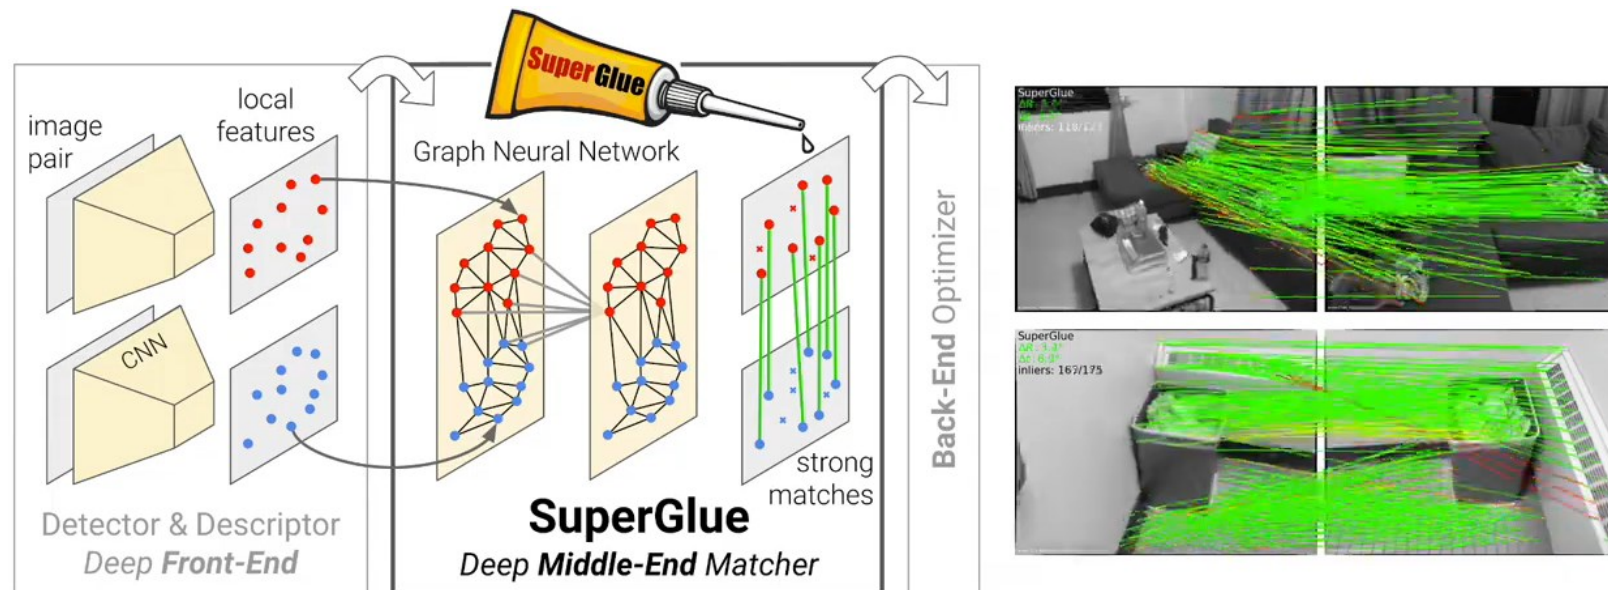 image
pair
local
features
CNN
Detector & Descriptor
Deep Front-End
SuperGlue
Graph Neural Network
strong
matches
SuperGlue
Deep Middle-End Matcher
Back-End Optimizer
SuperGlue
inliers:
SuperGlue
inliers: 167/175